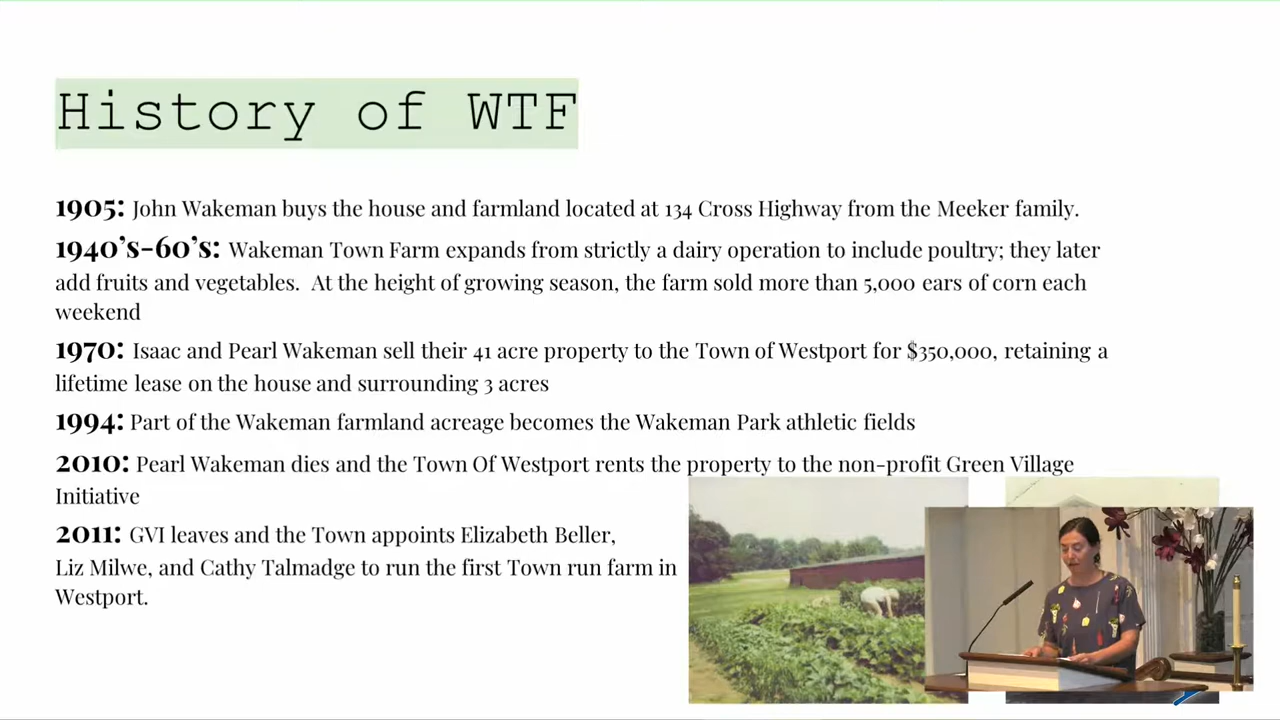 History of WTF
1905: John Wakeman buys the house and farmland located at 134 Cross Highway from the Meeker family.
1940's-60's: Wakeman Town Farm expands from strictly a dairy operation to include poultry; they later
add fruits and vegetables.  At the height of growing season, the farm sold more than 5,000 ears of corn each
weekend
1970: Isaac and Pearl Wakeman sell their 41 acre property to the Town of Westport for $350,000, retaining a
lifetime lease on the house and surrounding 3 acres
1994: Part of the Wakeman farmland acreage becomes the Wakeman Park athletic fields
2010: Pearl Wakeman dies and the Town Of Westport rents the property to the non-profit Green Village
Initiative
2011: GVI leaves and the Town appoints Elizabeth Beller,
Liz Milwe, and Cathy Talmadge to run the first Town run farm in
Westport.